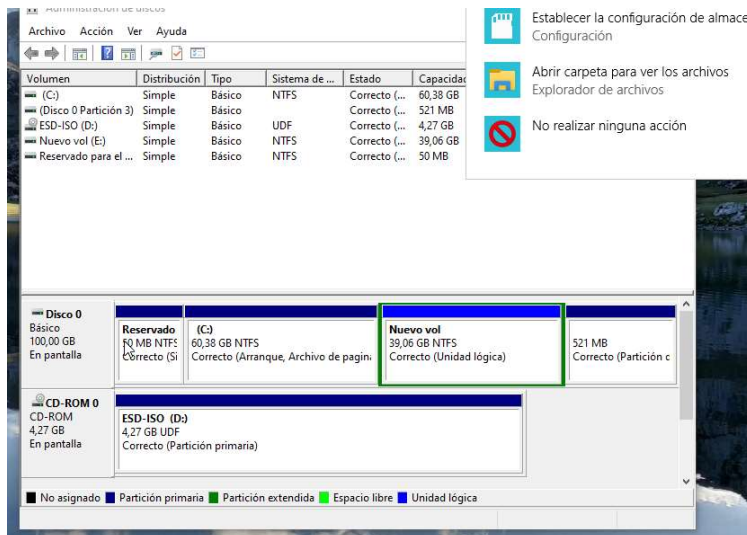 Administración de discos
Archivo Acción Ver Ayuda
Volumen Distribución Tipo Sistema de ... Estado Capacidad
(C:) Simple Básico NTFS Correcto (... 60,38 GB
(Disco 0 Partición 3) Simple Básico Correcto (... 521 MB
ESD-ISO (D:) Simple Básico UDF Correcto (... 4,27 GB
Nuevo vol (E:) Simple Básico NTFS Correcto (... 39,06 GB
Reservado para el ... Simple Básico NTFS Correcto (... 50 MB
Establecer la configuración de almace
Configuración
Abrir carpeta para ver los archivos
Explorador de archivos
No realizar ninguna acción
Disco 0
Básico
100,00 GB
En pantalla
Reservado
50 MB NTFS
Correcto (Si
(C:)
60,38 GB NTFS
Correcto (Arranque, Archivo de pagina
Nuevo vol
39,06 GB NTFS
Correcto (Unidad lógica)
521 MB
Correcto (Partición c
CD-ROM 0
CD-ROM
4,27 GB
En pantalla
ESD-ISO (D:)
4,27 GB UDF
Correcto (Partición primaria)
No asignado Partición primaria Partición extendida Espacio libre Unidad lógica